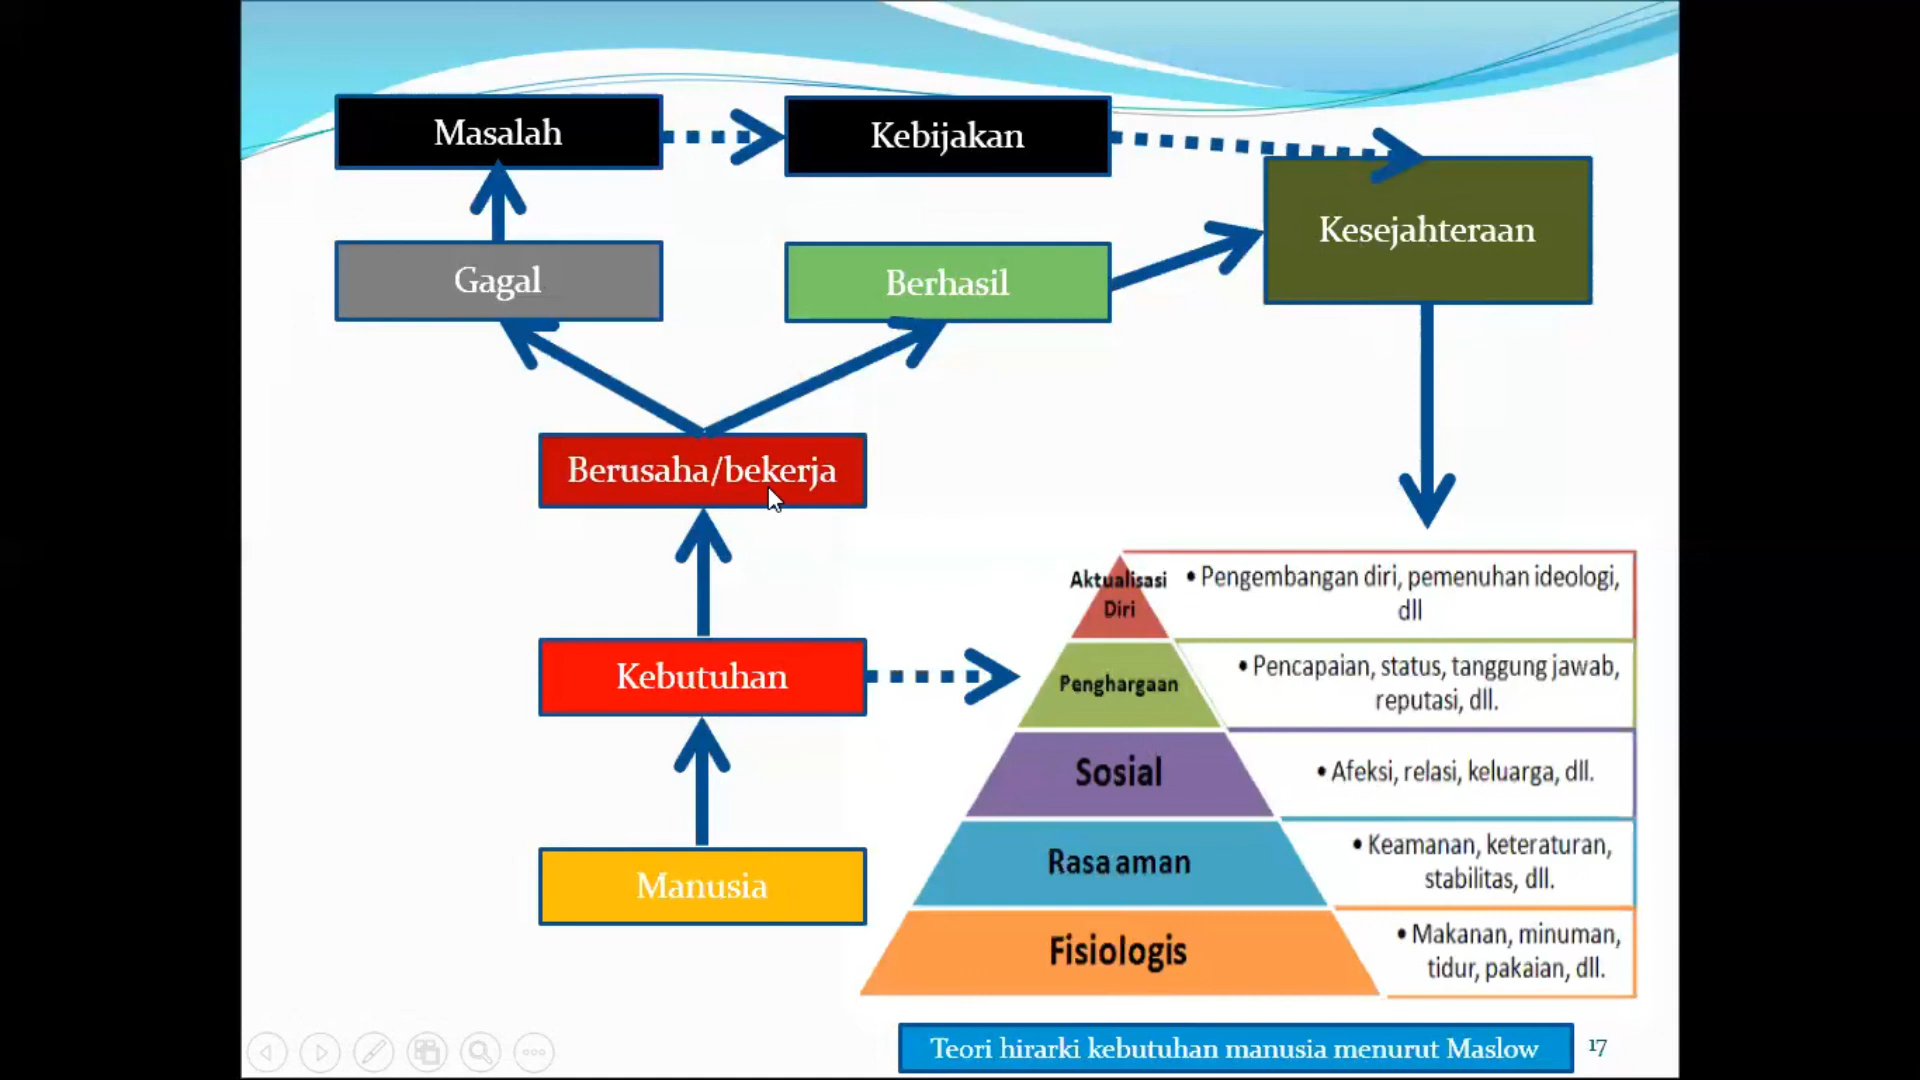 Masalah
Kebijakan
Kesejahteraan
Gagal
Berhasil
Berusaha/bekerja
Kebutuhan
Manusia
Aktualisasi
Diri
• Pengembangan diri, pemenuhan ideologi,
dll
Penghargaan
• Pencapaian, status, tanggung jawab,
reputasi, dll.
Sosial
• Afeksi, relasi, keluarga, dll.
Rasa aman
• Keamanan, keteraturan,
stabilitas, dll.
Fisiologis
• Makanan, minuman,
tidur, pakaian, dll.
Teori hirarki kebutuhan manusia menurut Maslow
17